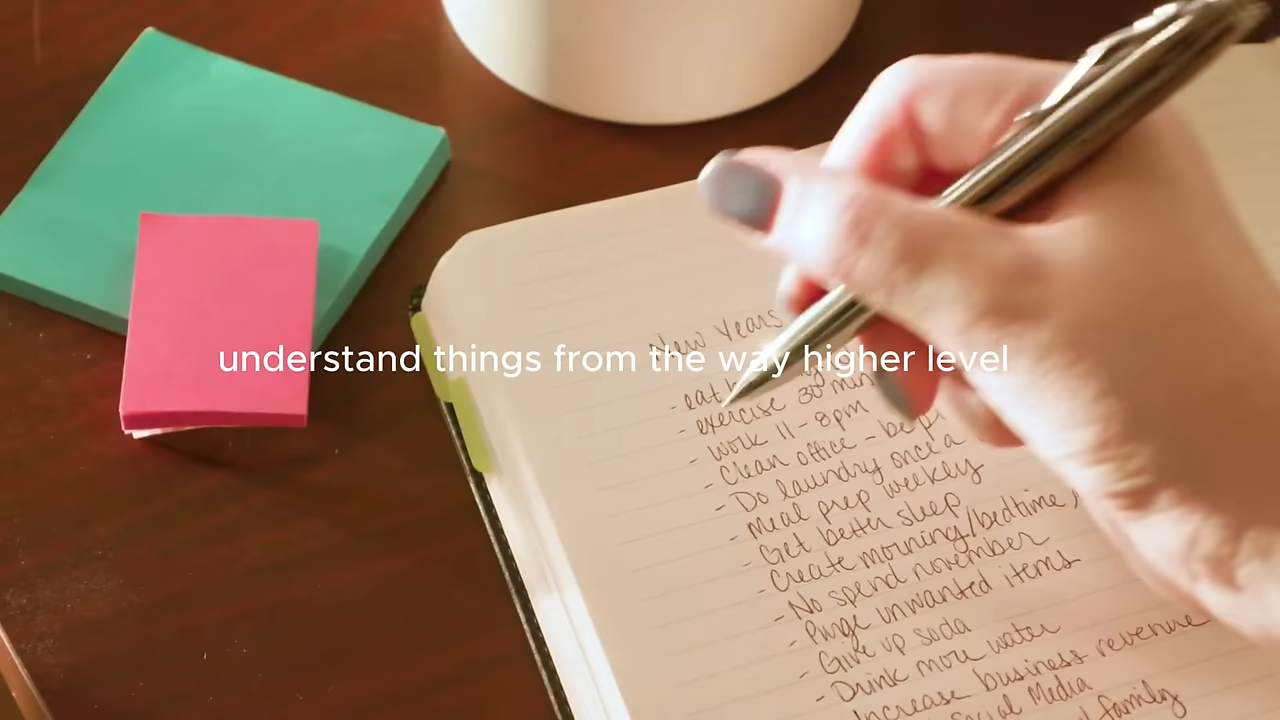 New Years
understand things from the way higher level
- eat
- exercise 30 min
- work 11-8pm
- Clean office - be
- Do laundry once a
- Meal prep weekly
- Get better sleep
- Create morning/bedtime
- No spend november
- Purge unwanted items
- Give up soda
- Drink more water
- Increase business revenue
Social Media
family